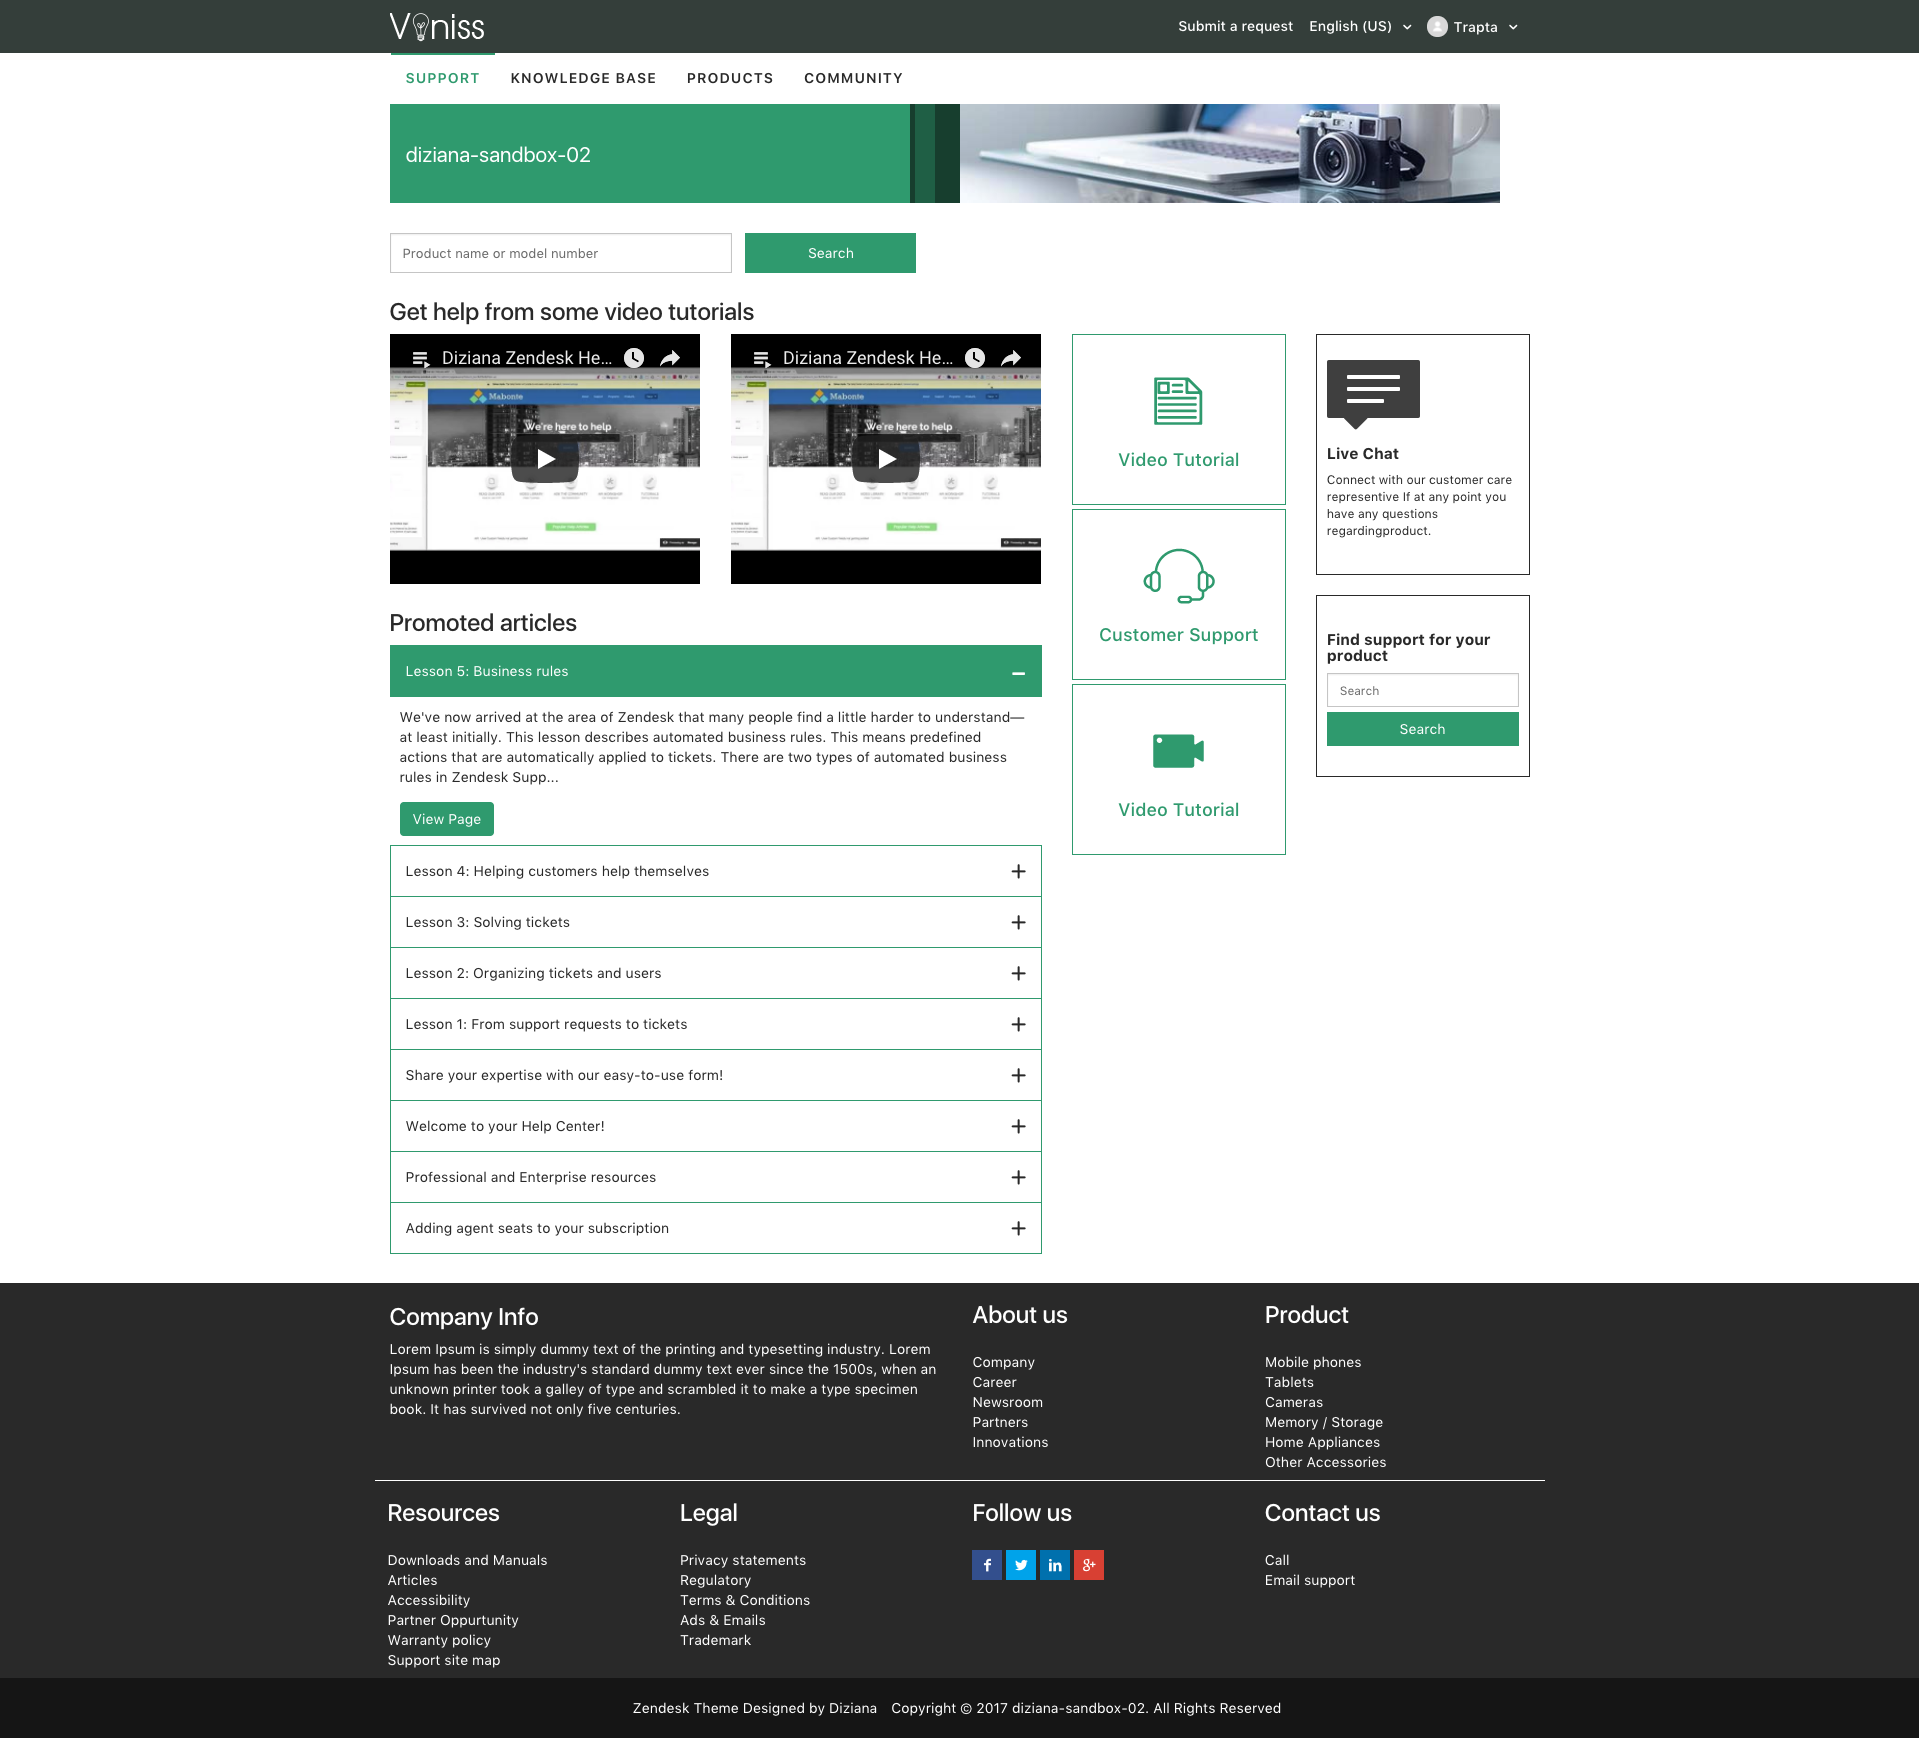 Voniss
Submit a request English (US) Trapta
SUPPORT KNOWLEDGE BASE PRODUCTS COMMUNITY
diziana-sandbox-02
Product name or model number Search
Get help from some video tutorials
Diziana Zendesk He...
Mabonte
We're here to help
Diziana Zendesk He...
Mabonte
We're here to help
Video Tutorial
Customer Support
Video Tutorial
Live Chat
Connect with our customer care
representive If at any point you
have any questions
regardingproduct.
Find support for your
product
Search
Search
Promoted articles
Lesson 5: Business rules
We've now arrived at the area of Zendesk that many people find a little harder to understand—
at least initially. This lesson describes automated business rules. This means predefined
actions that are automatically applied to tickets. There are two types of automated business
rules in Zendesk Supp...
View Page
Lesson 4: Helping customers help themselves
Lesson 3: Solving tickets
Lesson 2: Organizing tickets and users
Lesson 1: From support requests to tickets
Share your expertise with our easy-to-use form!
Welcome to your Help Center!
Professional and Enterprise resources
Adding agent seats to your subscription
Company Info
Lorem Ipsum is simply dummy text of the printing and typesetting industry. Lorem
Ipsum has been the industry's standard dummy text ever since the 1500s, when an
unknown printer took a galley of type and scrambled it to make a type specimen
book. It has survived not only five centuries.
About us
Company
Career
Newsroom
Partners
Innovations
Product
Mobile phones
Tablets
Cameras
Memory / Storage
Home Appliances
Other Accessories
Resources
Downloads and Manuals
Articles
Accessibility
Partner Oppurtunity
Warranty policy
Support site map
Legal
Privacy statements
Regulatory
Terms & Conditions
Ads & Emails
Trademark
Follow us
Contact us
Call
Email support
Zendesk Theme Designed by Diziana Copyright © 2017 diziana-sandbox-02. All Rights Reserved